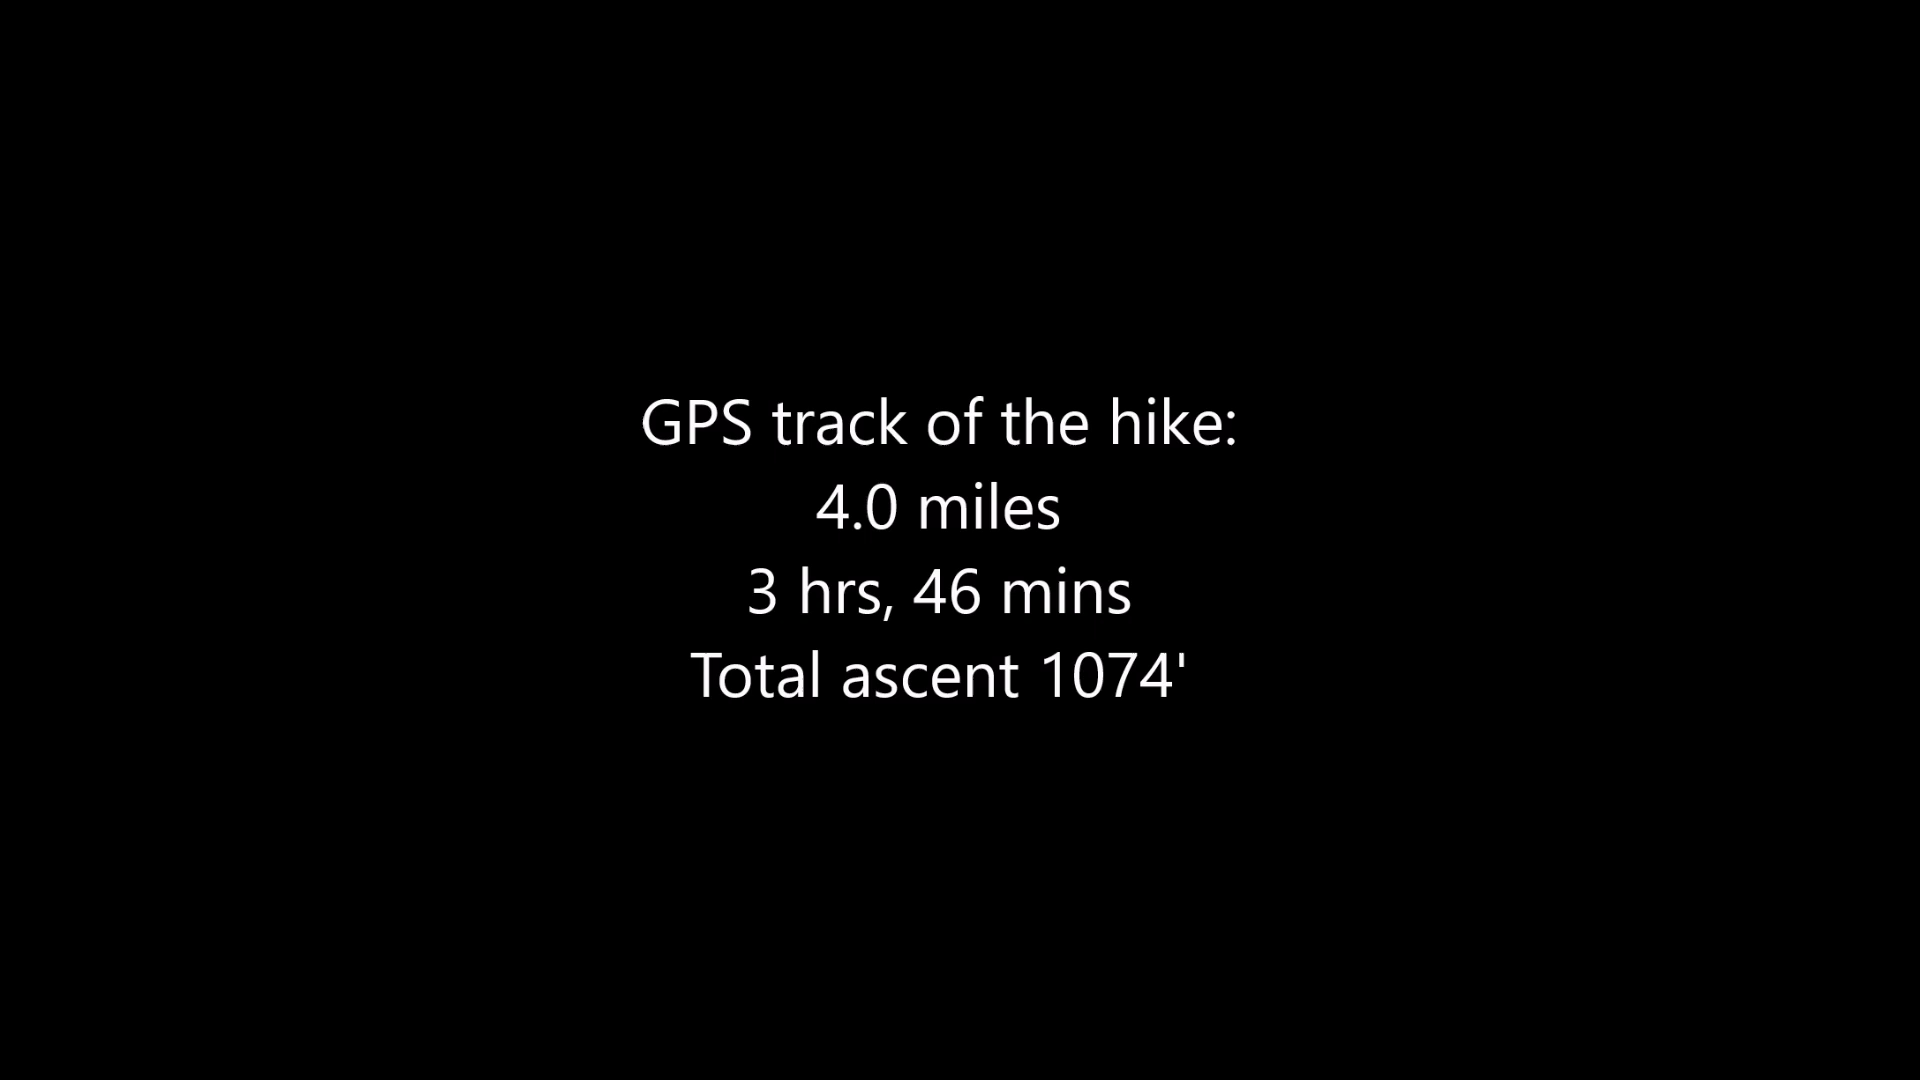 GPS track of the hike:
4.0 miles
3 hrs, 46 mins
Total ascent 1074'